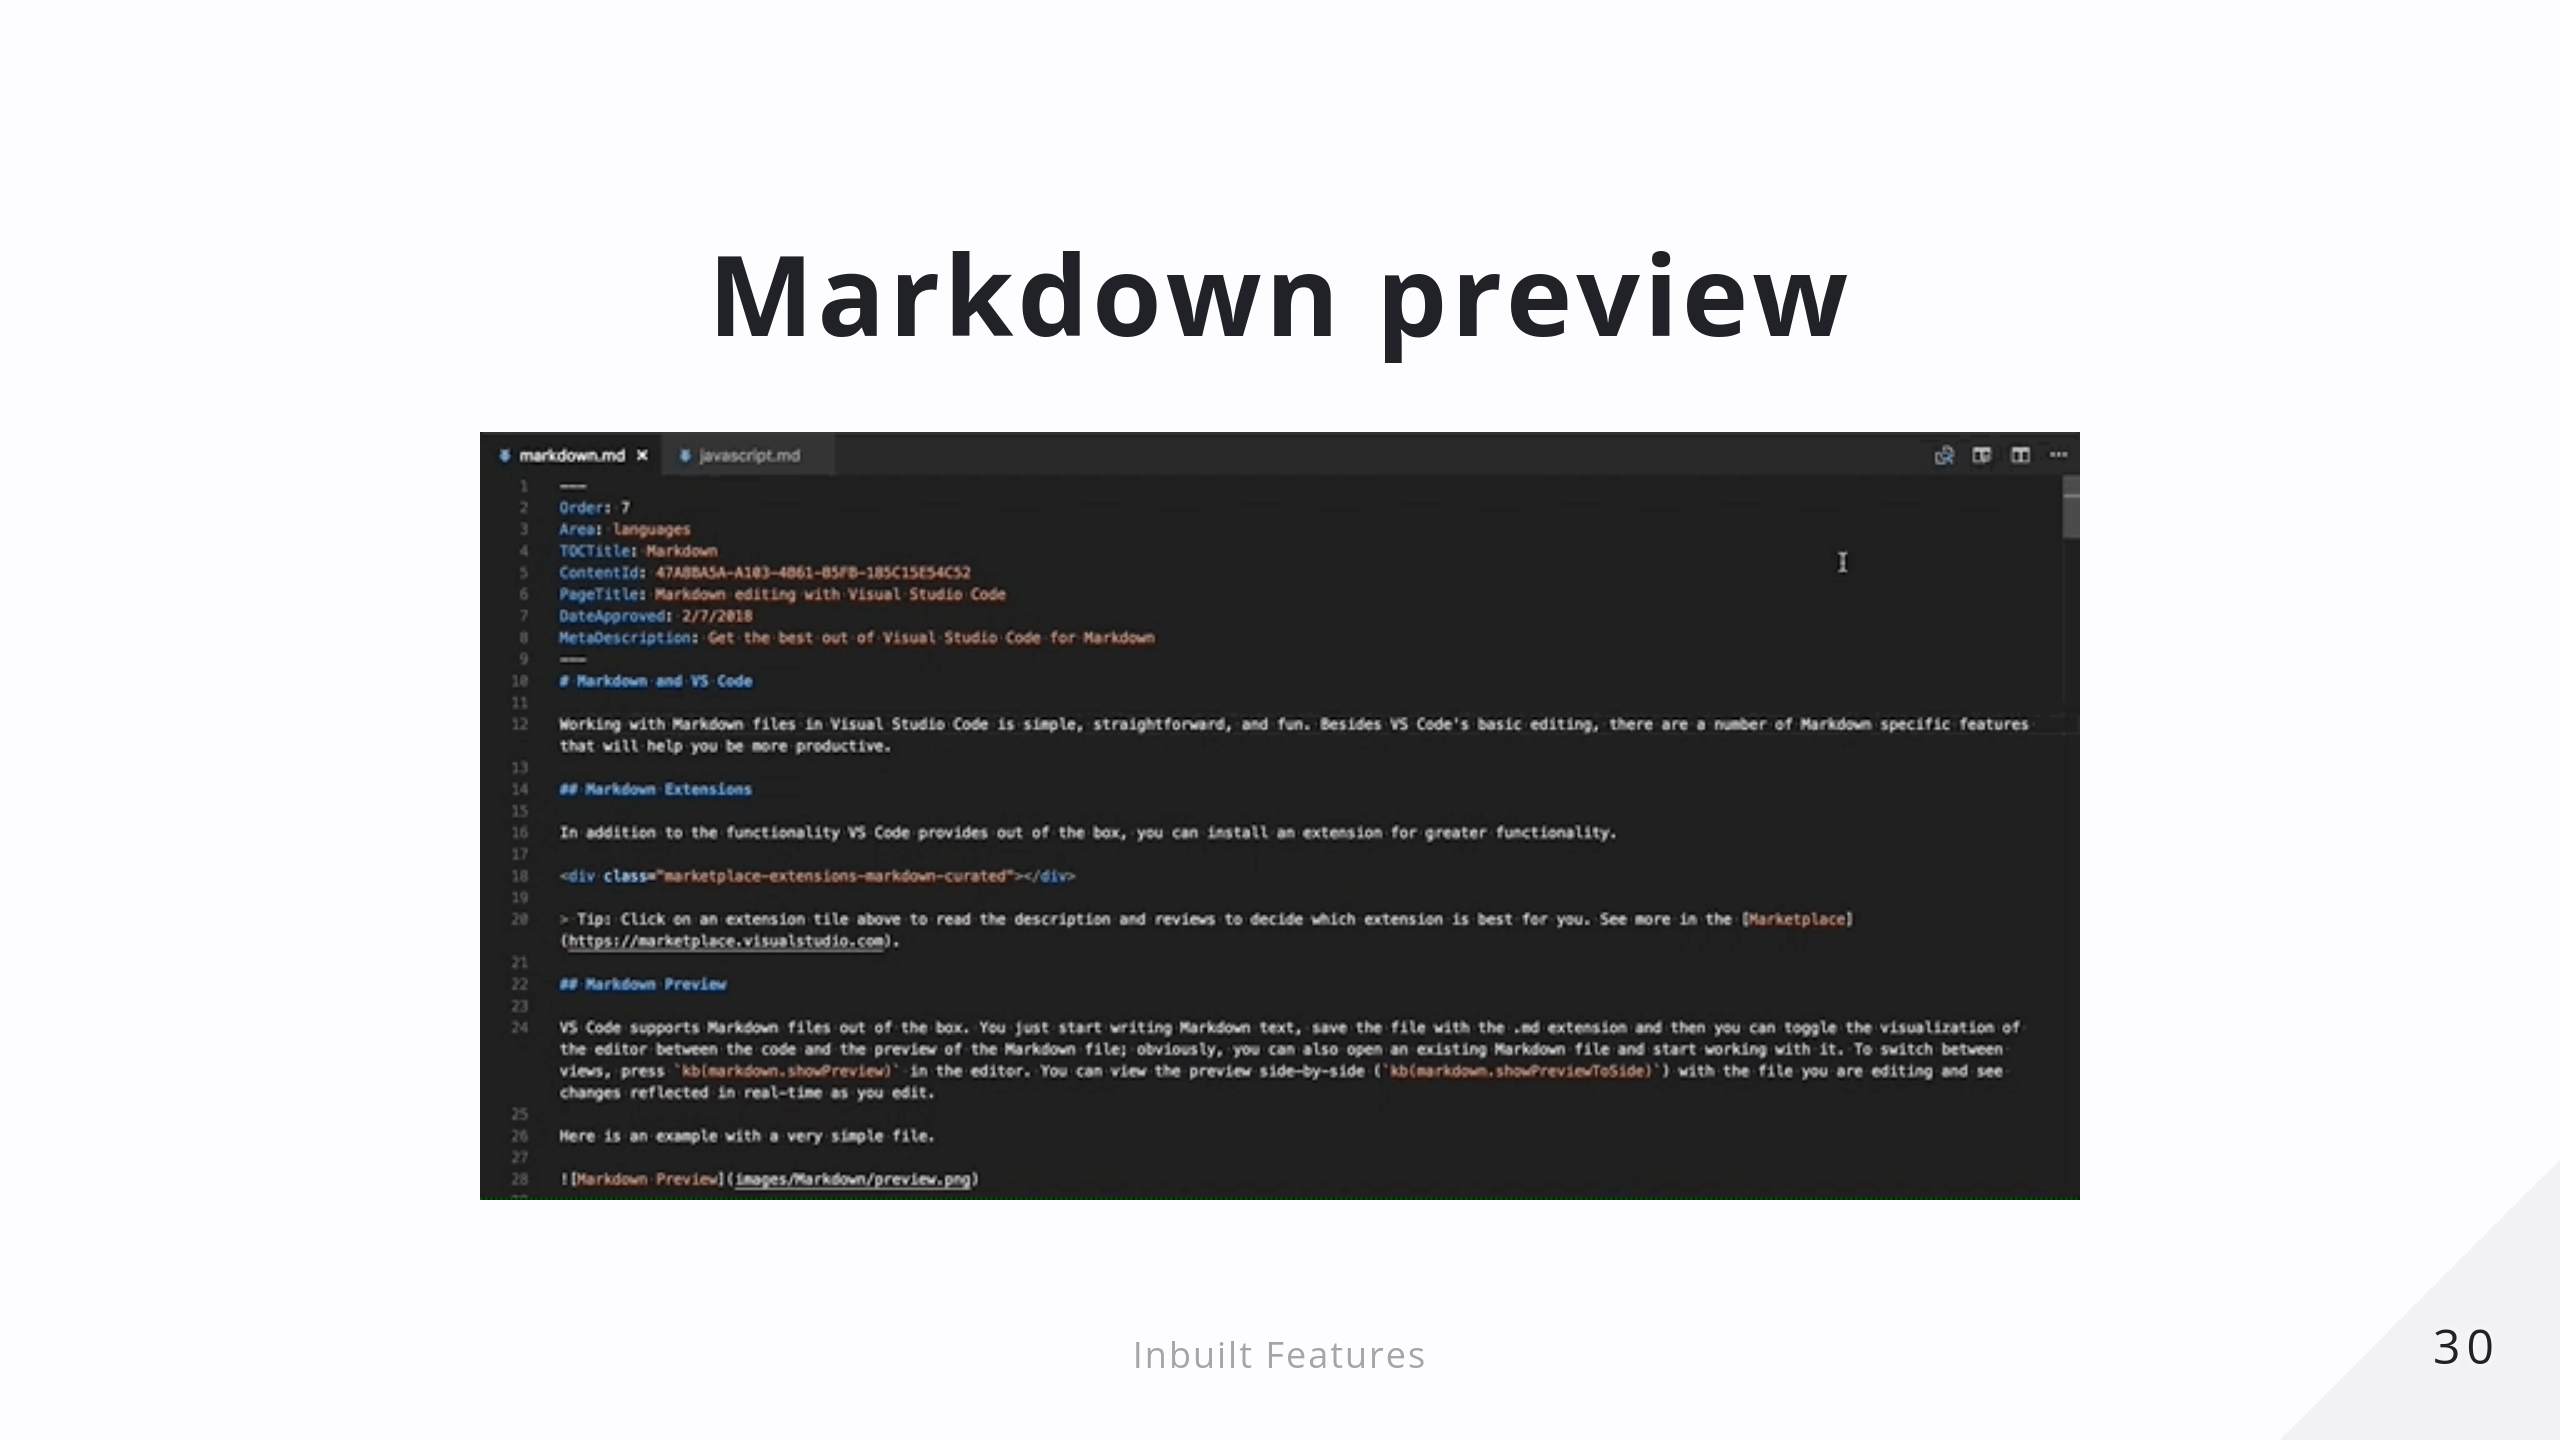 Markdown preview
markdown.md ×
javascript.md
1 ---
2 Order: 7
3 Area: languages
4 TOCTitle: Markdown
5 ContentId: 47A8BA5A-A103-4B61-B5FB-185C15E54C52
6 PageTitle: Markdown editing with Visual Studio Code
7 DateApproved: 2/7/2018
8 MetaDescription: Get the best out of Visual Studio Code for Markdown
9 ---
10 # Markdown and VS Code
11
12 Working with Markdown files in Visual Studio Code is simple, straightforward, and fun. Besides VS Code's basic editing, there are a number of Markdown specific features
that will help you be more productive.
13
14 ## Markdown Extensions
15
16 In addition to the functionality VS Code provides out of the box, you can install an extension for greater functionality.
17
18 <div class="marketplace-extensions-markdown-curated"></div>
19
20 > Tip: Click on an extension tile above to read the description and reviews to decide which extension is best for you. See more in the [Marketplace]
(https://marketplace.visualstudio.com).
21
22 ## Markdown Preview
23
24 VS Code supports Markdown files out of the box. You just start writing Markdown text, save the file with the .md extension and then you can toggle the visualization of
the editor between the code and the preview of the Markdown file; obviously, you can also open an existing Markdown file and start working with it. To switch between
views, press `kb(markdown.showPreview)` in the editor. You can view the preview side-by-side (`kb(markdown.showPreviewToSide)`) with the file you are editing and see
changes reflected in real-time as you edit.
25
26 Here is an example with a very simple file.
27
28 ![Markdown Preview](images/Markdown/preview.png)
Inbuilt Features
30